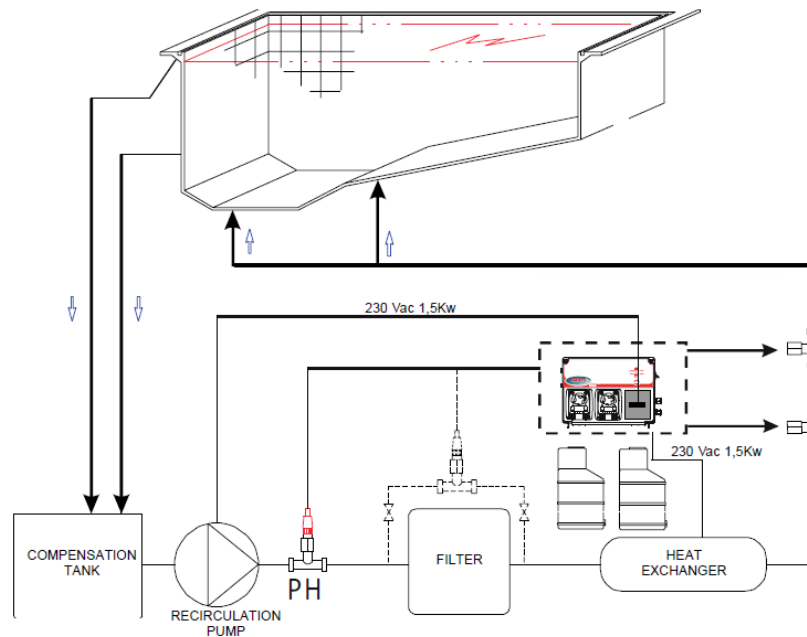 230 Vac 1,5Kw
230 Vac 1,5Kw
COMPENSATION
TANK
RECIRCULATION
PUMP
PH
FILTER
HEAT
EXCHANGER